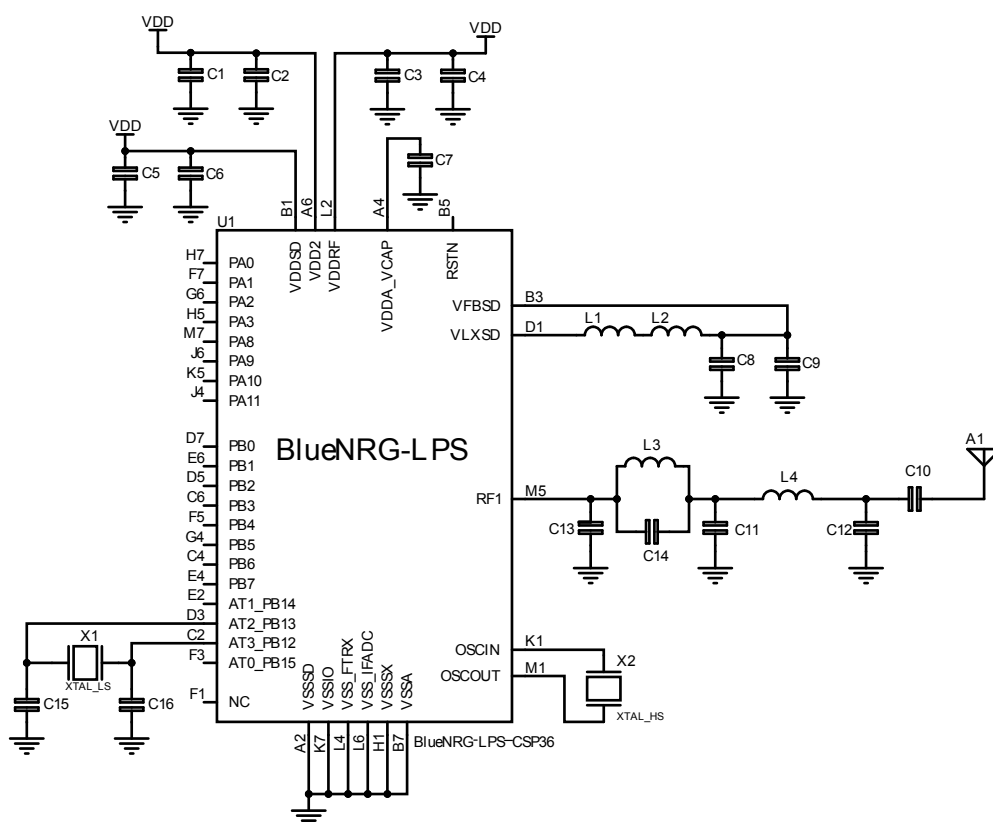 VDD
VDD
C1
C2
C3
C4
VDD
C5
C6
C7
B1
A6
L2
A4
B5
U1
VDDSD
VDD2
VDDRF
VDDA_VCAP
RSTN
H7 PA0
F7 PA1
G6 PA2
H5 PA3
M7 PA8
J6 PA9
K5 PA10
J4 PA11
VFBSD B3
VLXSD D1
L1
L2
C8
C9
D7 PB0
E6 PB1
D5 PB2
C6 PB3
F5 PB4
G4 PB5
C4 PB6
E4 PB7
E2 AT1_PB14
D3 AT2_PB13
C2 AT3_PB12
F3 AT0_PB15
F1 NC
BlueNRG-LPS
RF1 M5
L3
L4
C10
A1
C13
C14
C11
C12
X1
XTAL_LS
C15
C16
OSCIN K1
OSCOUT M1
X2
XTAL_HS
VSSSD
VSSIO
VSS_FTRX
VSS_IFADC
VSSSX
VSSA
A2
K7
L4
L6
H1
B7
BlueNRG-LPS-CSP36